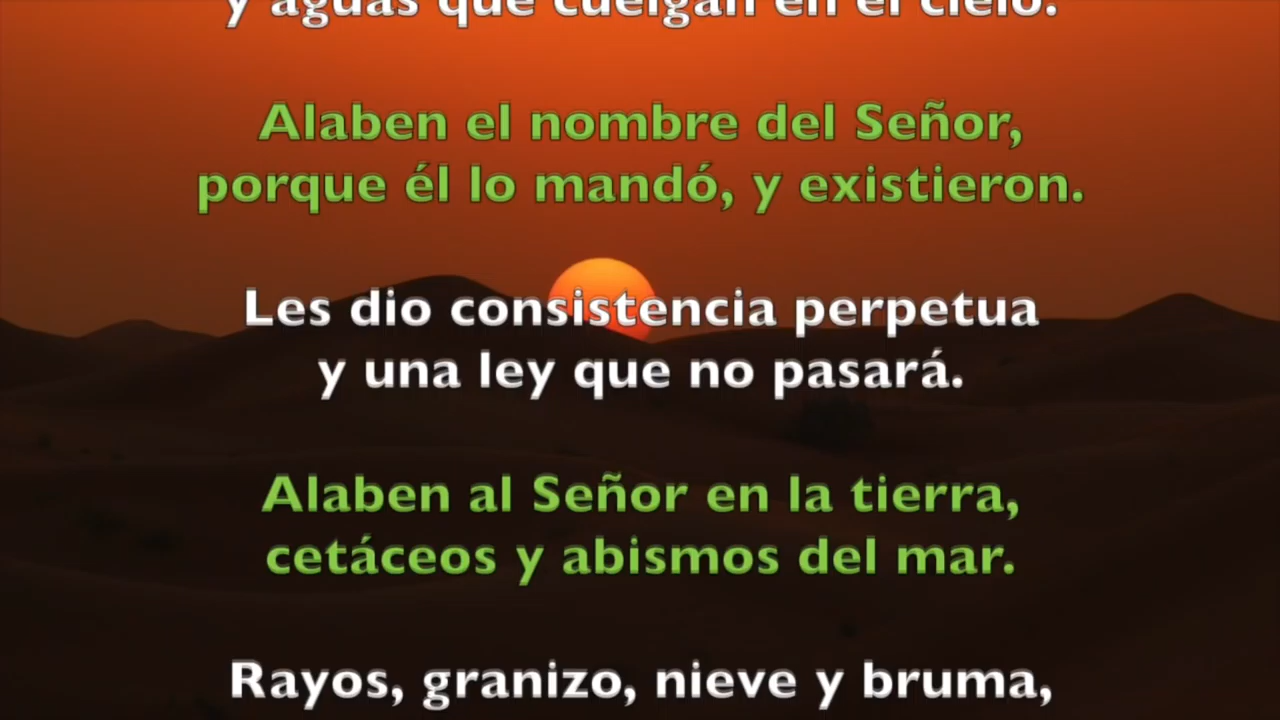 y aguas que cuelgan en el cielo.
Alaben el nombre del Señor,
porque él lo mandó, y existieron.
Les dio consistencia perpetua
y una ley que no pasará.
Alaben al Señor en la tierra,
cetáceos y abismos del mar.
Rayos, granizo, nieve y bruma,